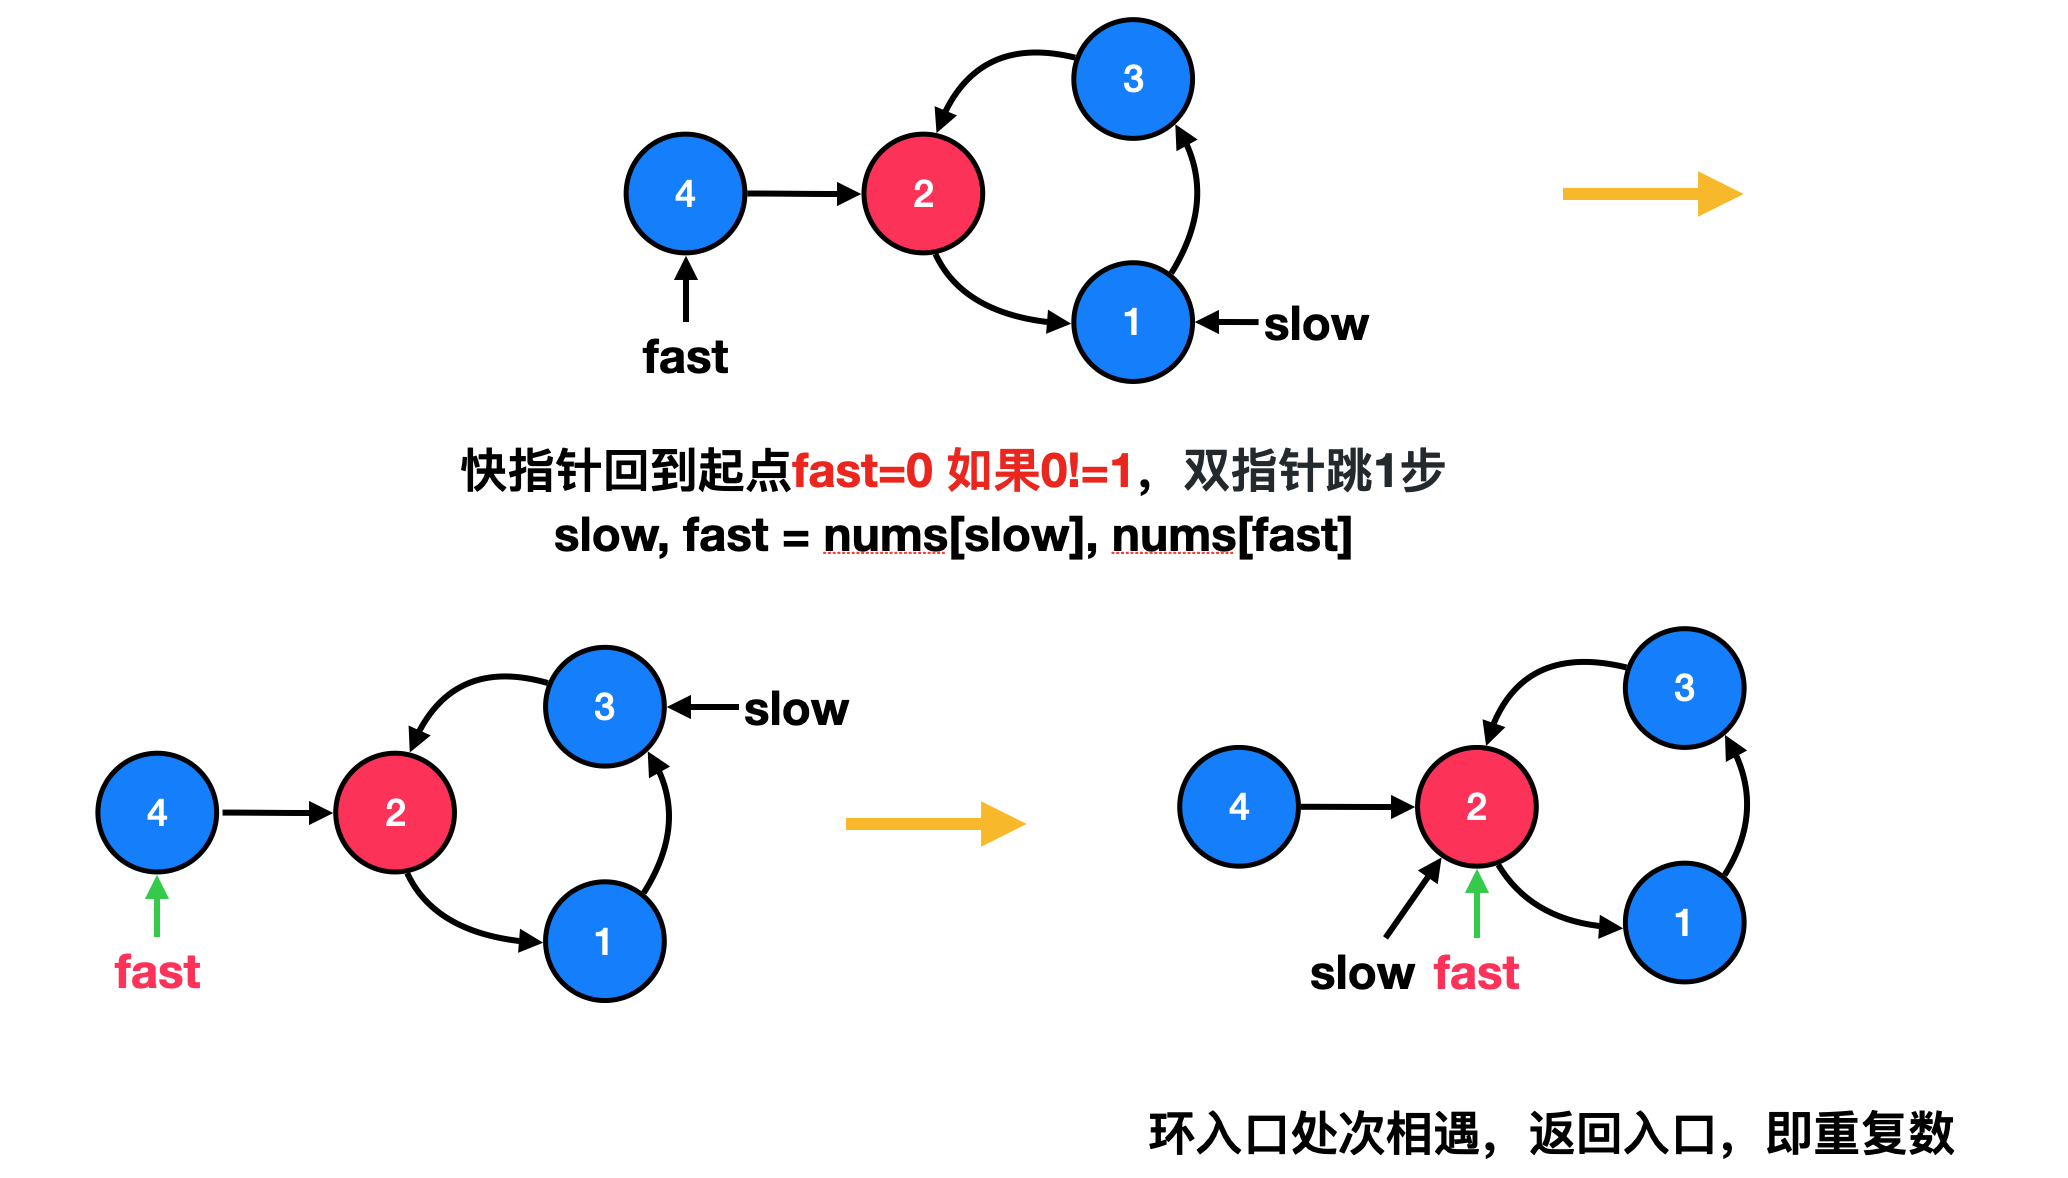 3
4
2
1
slow
fast
快指针回到起点fast=0 如果0!=1，双指针跳1步
slow, fast = nums[slow], nums[fast]
3
slow
4
2
1
fast
3
4
2
1
slow fast
环入口处次相遇，返回入口，即重复数